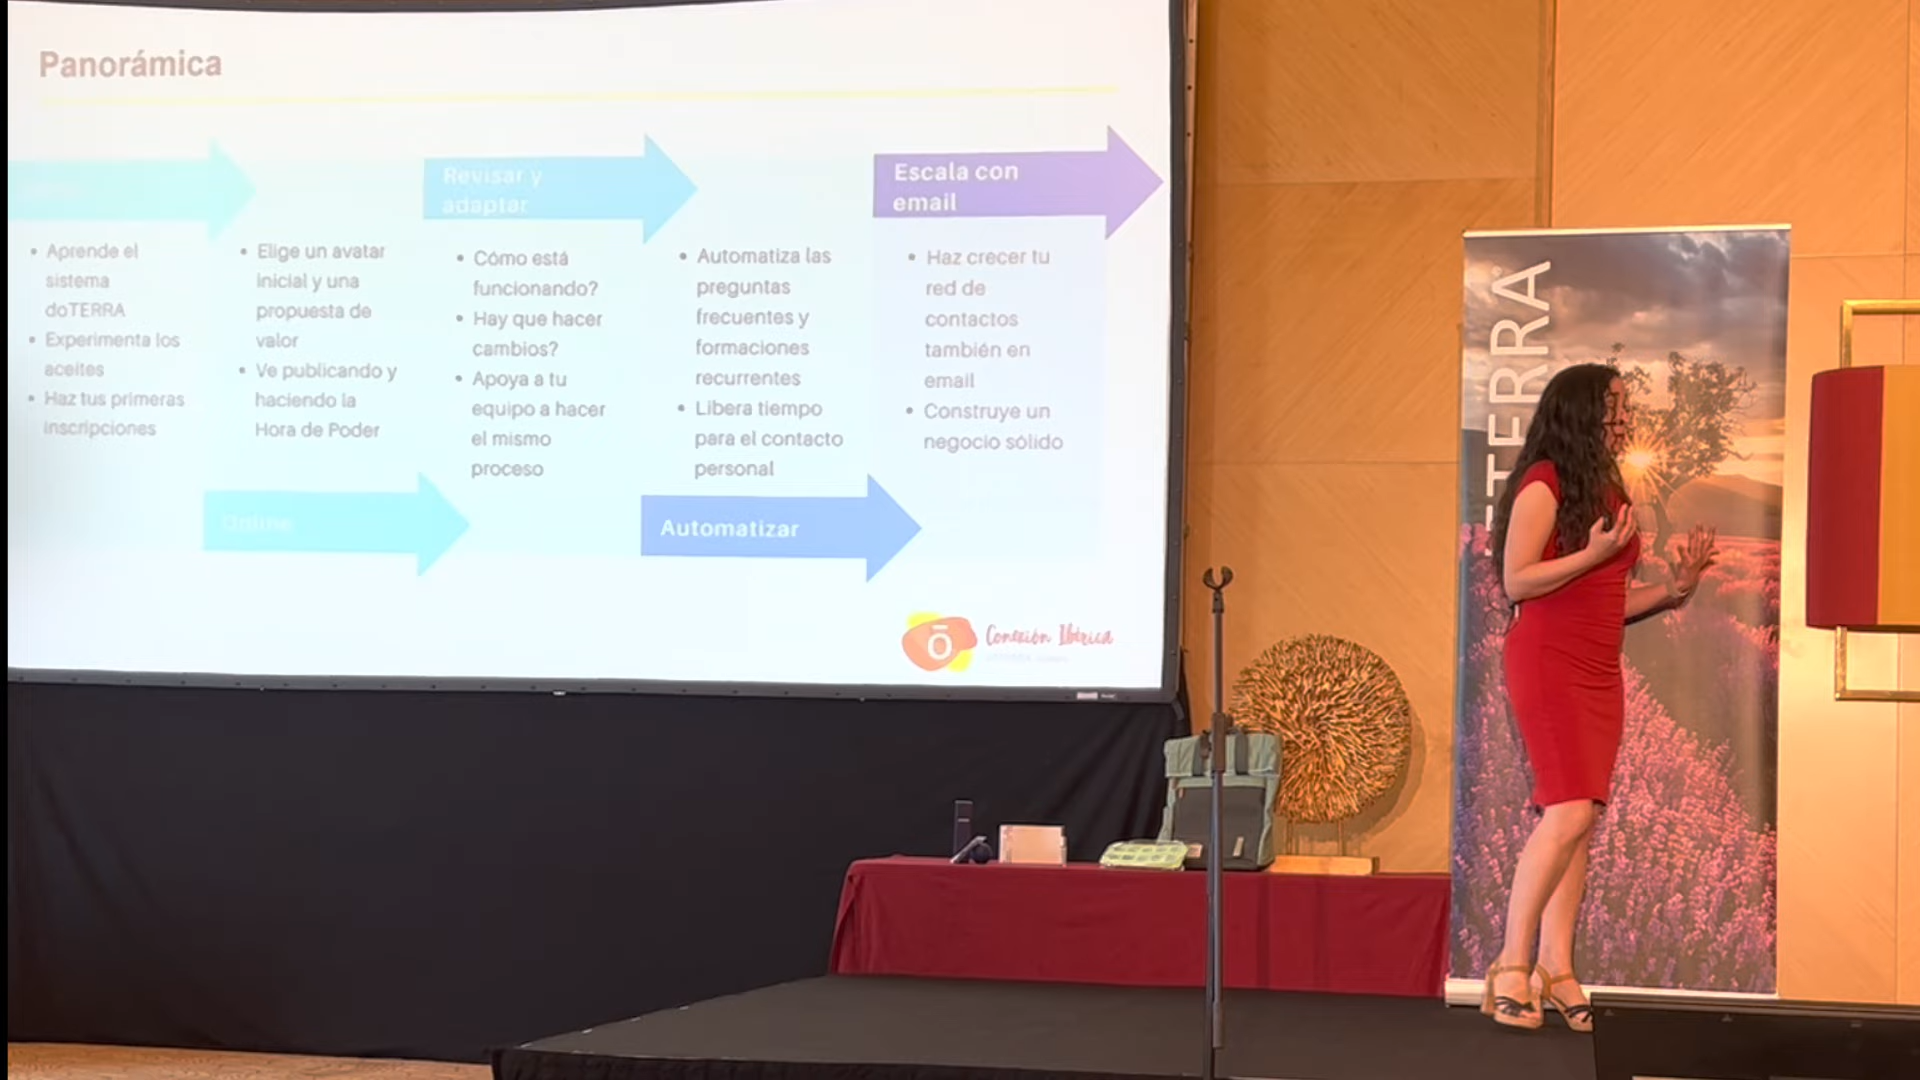 Panorámica
• Aprende el
sistema
doTERRA
• Experimenta los
aceites
• Haz tus primeras
inscripciones
Online
• Elige un avatar
inicial y una
propuesta de
valor
• Ve publicando y
haciendo la
Hora de Poder
Revisar y
adaptar
• Cómo está
funcionando?
• Hay que hacer
cambios?
• Apoya a tu
equipo a hacer
el mismo
proceso
Automatizar
• Automatiza las
preguntas
frecuentes y
formaciones
recurrentes
• Libera tiempo
para el contacto
personal
Escala con
email
• Haz crecer tu
red de
contactos
también en
email
• Construye un
negocio sólido
ō
Conexión Ibérica
TERRA